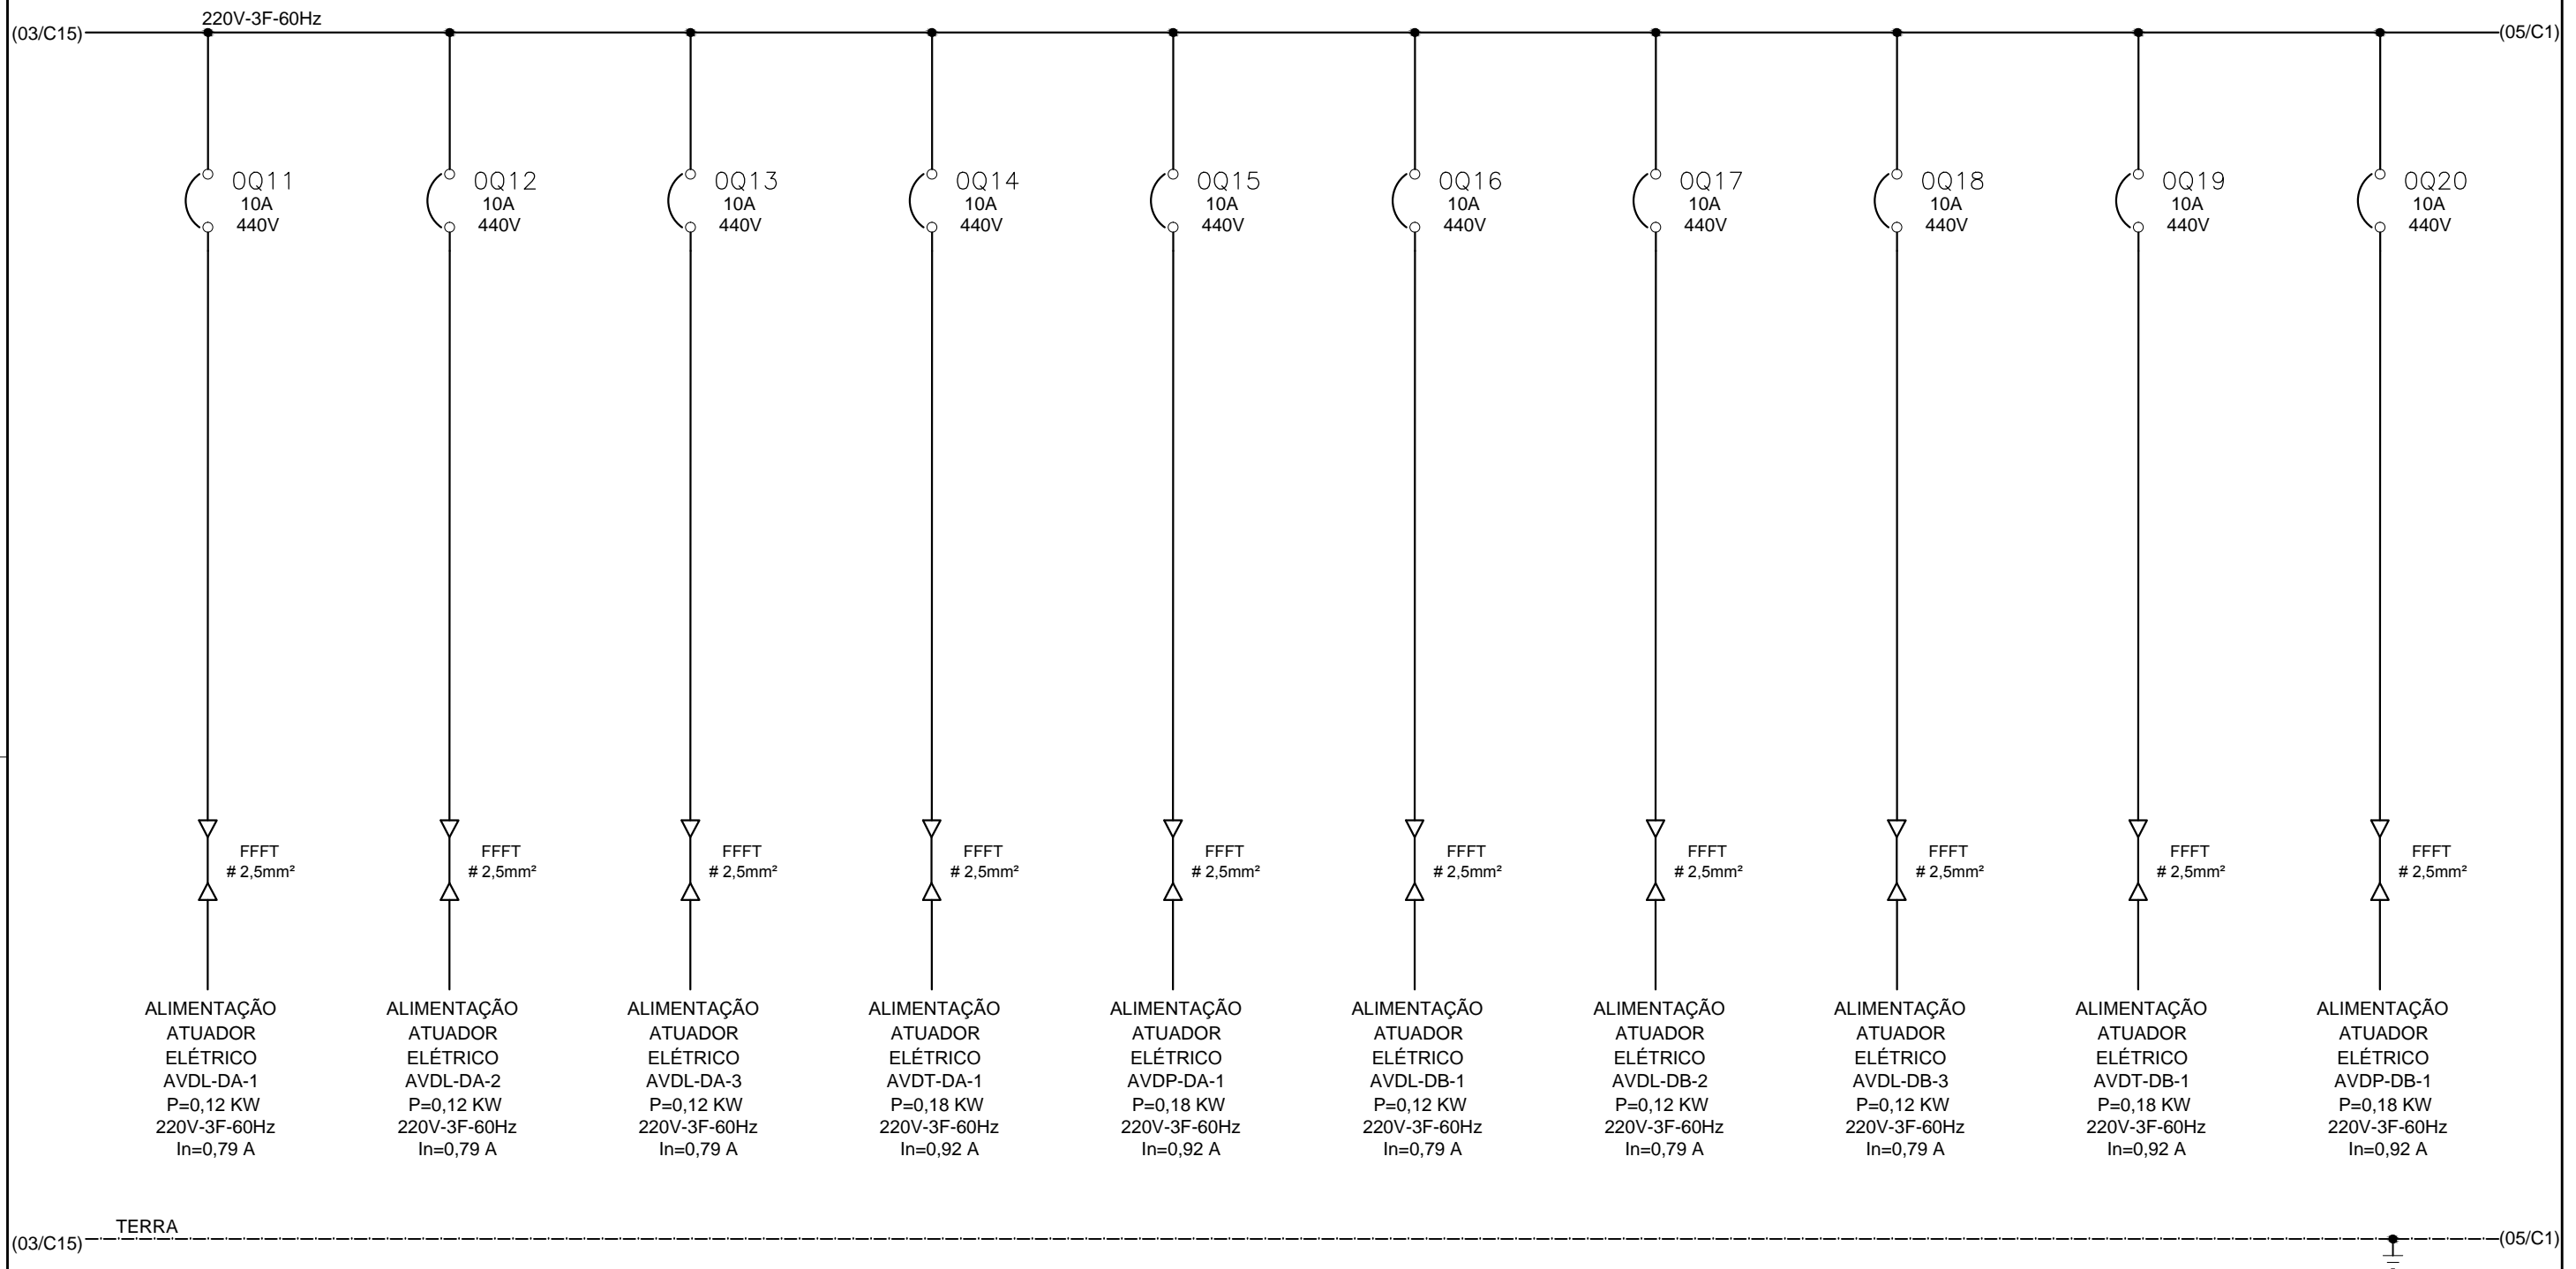 220V-3F-60Hz
(03/C15)
(05/C1)
0Q11
10A
440V
0Q12
10A
440V
0Q13
10A
440V
0Q14
10A
440V
0Q15
10A
440V
0Q16
10A
440V
0Q17
10A
440V
0Q18
10A
440V
0Q19
10A
440V
0Q20
10A
440V
FFFT
# 2,5mm²
FFFT
# 2,5mm²
FFFT
# 2,5mm²
FFFT
# 2,5mm²
FFFT
# 2,5mm²
FFFT
# 2,5mm²
FFFT
# 2,5mm²
FFFT
# 2,5mm²
FFFT
# 2,5mm²
FFFT
# 2,5mm²
ALIMENTAÇÃO
ATUADOR
ELÉTRICO
AVDL-DA-1
P=0,12 KW
220V-3F-60Hz
In=0,79 A
ALIMENTAÇÃO
ATUADOR
ELÉTRICO
AVDL-DA-2
P=0,12 KW
220V-3F-60Hz
In=0,79 A
ALIMENTAÇÃO
ATUADOR
ELÉTRICO
AVDL-DA-3
P=0,12 KW
220V-3F-60Hz
In=0,79 A
ALIMENTAÇÃO
ATUADOR
ELÉTRICO
AVDT-DA-1
P=0,18 KW
220V-3F-60Hz
In=0,92 A
ALIMENTAÇÃO
ATUADOR
ELÉTRICO
AVDP-DA-1
P=0,18 KW
220V-3F-60Hz
In=0,92 A
ALIMENTAÇÃO
ATUADOR
ELÉTRICO
AVDL-DB-1
P=0,12 KW
220V-3F-60Hz
In=0,79 A
ALIMENTAÇÃO
ATUADOR
ELÉTRICO
AVDL-DB-2
P=0,12 KW
220V-3F-60Hz
In=0,79 A
ALIMENTAÇÃO
ATUADOR
ELÉTRICO
AVDL-DB-3
P=0,12 KW
220V-3F-60Hz
In=0,79 A
ALIMENTAÇÃO
ATUADOR
ELÉTRICO
AVDT-DB-1
P=0,18 KW
220V-3F-60Hz
In=0,92 A
ALIMENTAÇÃO
ATUADOR
ELÉTRICO
AVDP-DB-1
P=0,18 KW
220V-3F-60Hz
In=0,92 A
TERRA
(03/C15)
(05/C1)